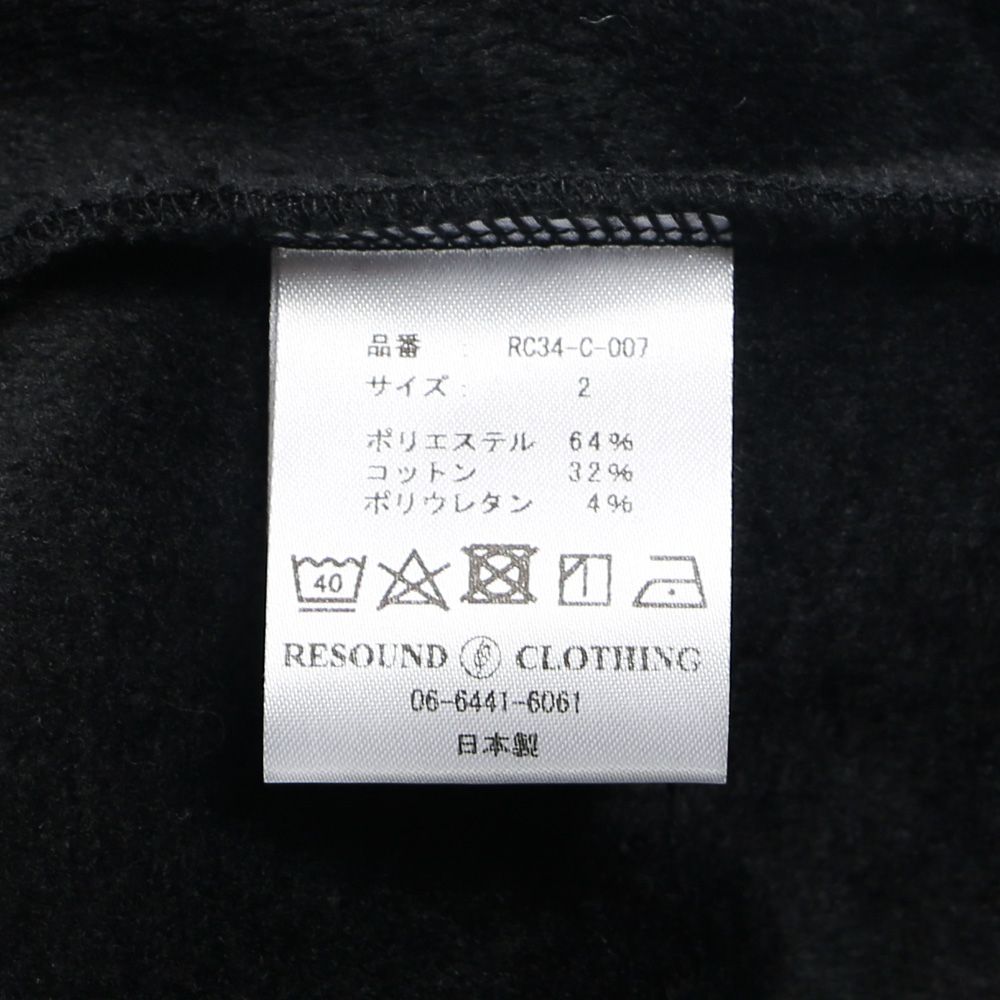 品番 : RC34-C-007
サイズ : 2
ポリエステル 64%
コットン 32%
ポリウレタン 4%
40
RESOUND CLOTHING
06-6441-6061
日本製